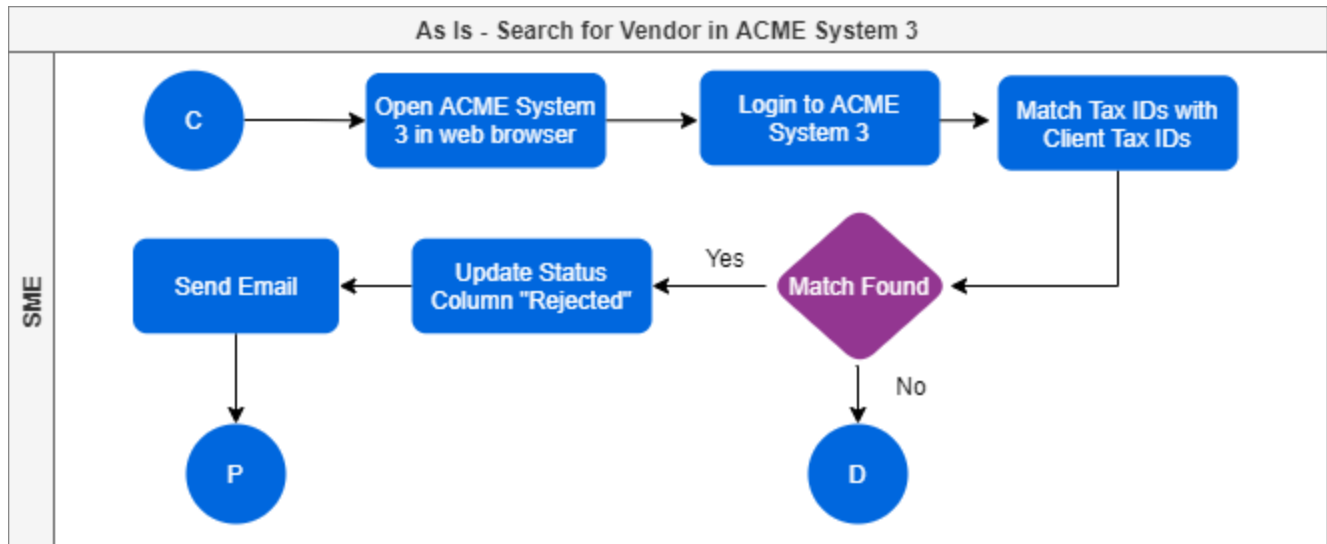 As Is - Search for Vendor in ACME System 3
SME
C
Open ACME System
3 in web browser
Login to ACME
System 3
Match Tax IDs with
Client Tax IDs
Match Found
Yes
Update Status
Column "Rejected"
Send Email
P
No
D